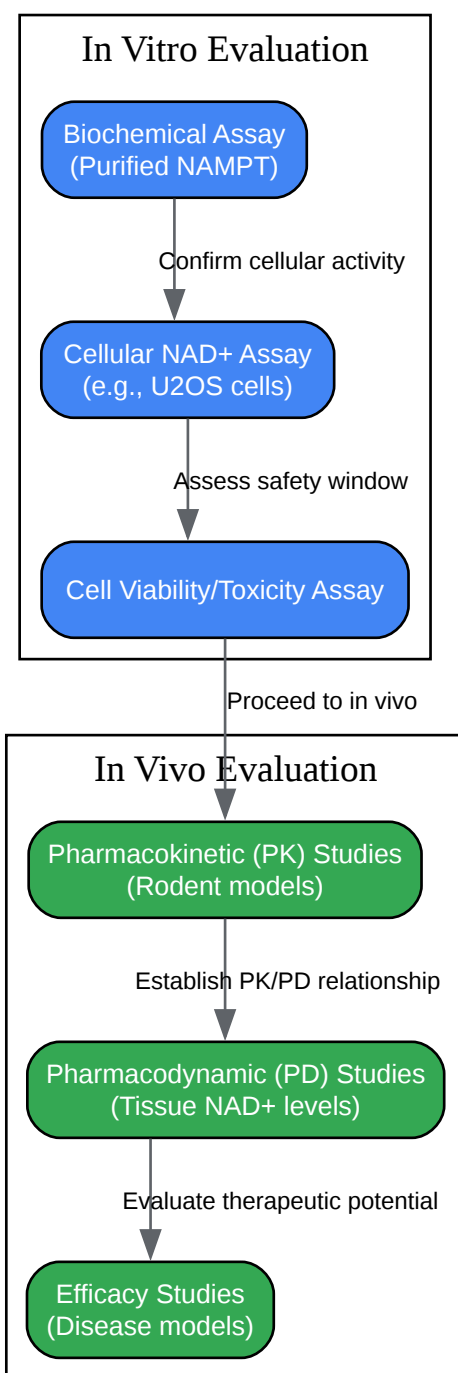 In Vitro Evaluation
Biochemical Assay
(Purified NAMPT)
Confirm cellular activity
Cellular NAD+ Assay
(e.g., U2OS cells)
Assess safety window
Cell Viability/Toxicity Assay
Proceed to in vivo
In Vivo Evaluation
Pharmacokinetic (PK) Studies
(Rodent models)
Establish PK/PD relationship
Pharmacodynamic (PD) Studies
(Tissue NAD+ levels)
Evaluate therapeutic potential
Efficacy Studies
(Disease models)